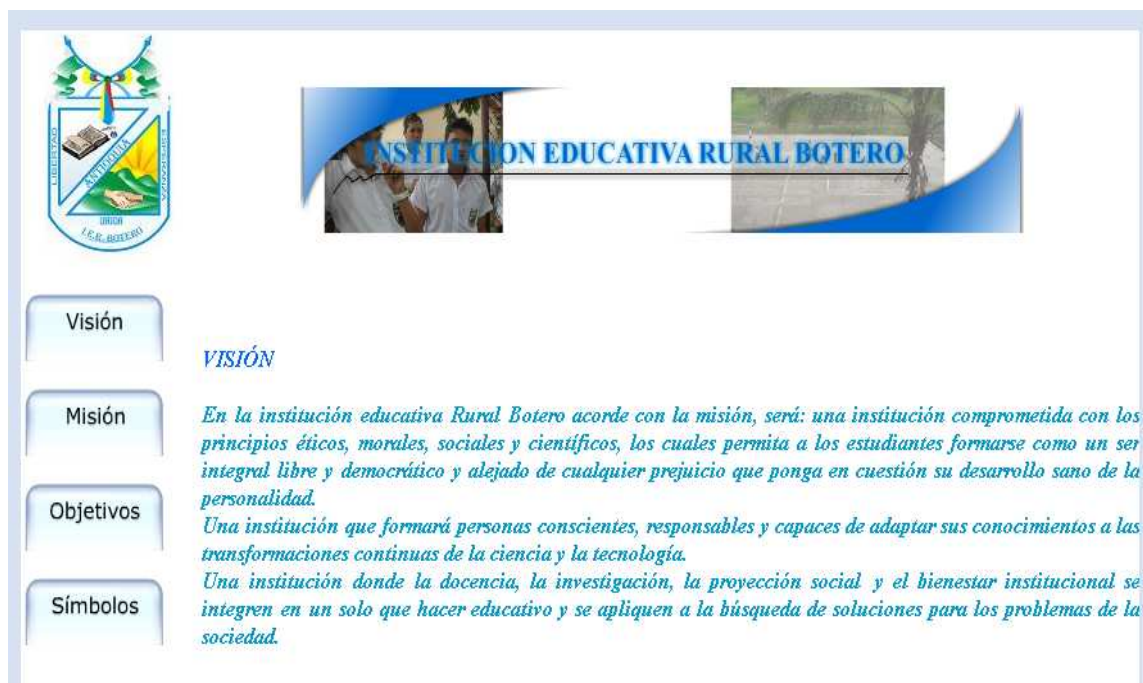 LIBERTAD
ESPERANZA
ANTIOQUIA
UNION
I.E.R. BOTERO
INSTITUCION EDUCATIVA RURAL BOTERO
Visión
Misión
Objetivos
Símbolos
VISIÓN
En la institución educativa Rural Botero acorde con la misión, será: una institución comprometida con los
principios éticos, morales, sociales y científicos, los cuales permita a los estudiantes formarse como un ser
integral libre y democrático y alejado de cualquier prejuicio que ponga en cuestión su desarrollo sano de la
personalidad.
Una institución que formará personas conscientes, responsables y capaces de adaptar sus conocimientos a las
transformaciones continuas de la ciencia y la tecnología.
Una institución donde la docencia, la investigación, la proyección social y el bienestar institucional se
integren en un solo que hacer educativo y se apliquen a la búsqueda de soluciones para los problemas de la
sociedad.